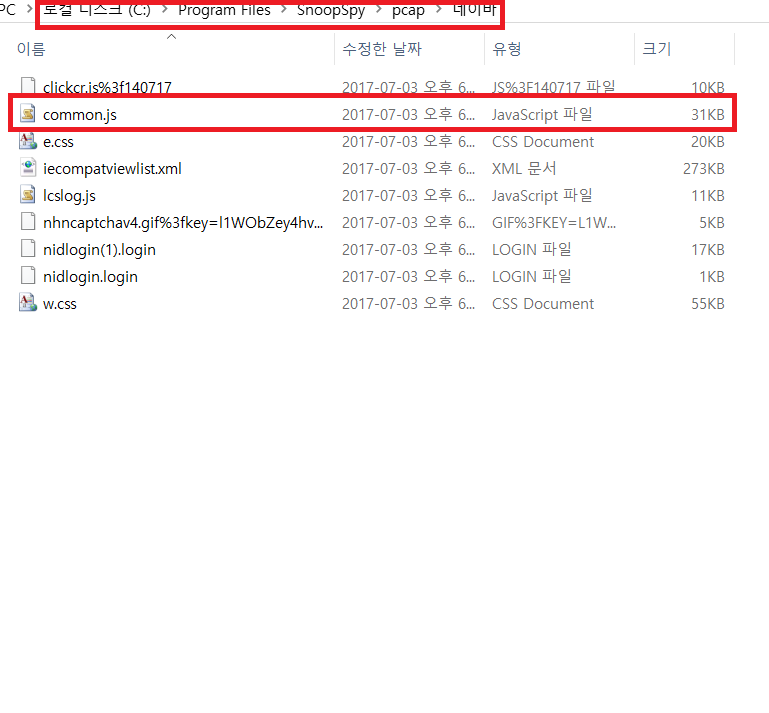 PC > 로컬 디스크 (C:) > Program Files > SnoopSpy > pcap > 네이바
이름 수정한 날짜 유형 크기
clickcr.js%3f140717 2017-07-03 오후 6... JS%3F140717 파일 10KB
common.js 2017-07-03 오후 6... JavaScript 파일 31KB
e.css 2017-07-03 오후 6... CSS Document 20KB
iecompatviewlist.xml 2017-07-03 오후 6... XML 문서 273KB
lcslog.js 2017-07-03 오후 6... JavaScript 파일 11KB
nhncaptchav4.gif%3fkey=l1WObZey4hv... 2017-07-03 오후 6... GIF%3FKEY=L1W... 5KB
nidlogin(1).login 2017-07-03 오후 6... LOGIN 파일 17KB
nidlogin.login 2017-07-03 오후 6... LOGIN 파일 1KB
w.css 2017-07-03 오후 6... CSS Document 55KB